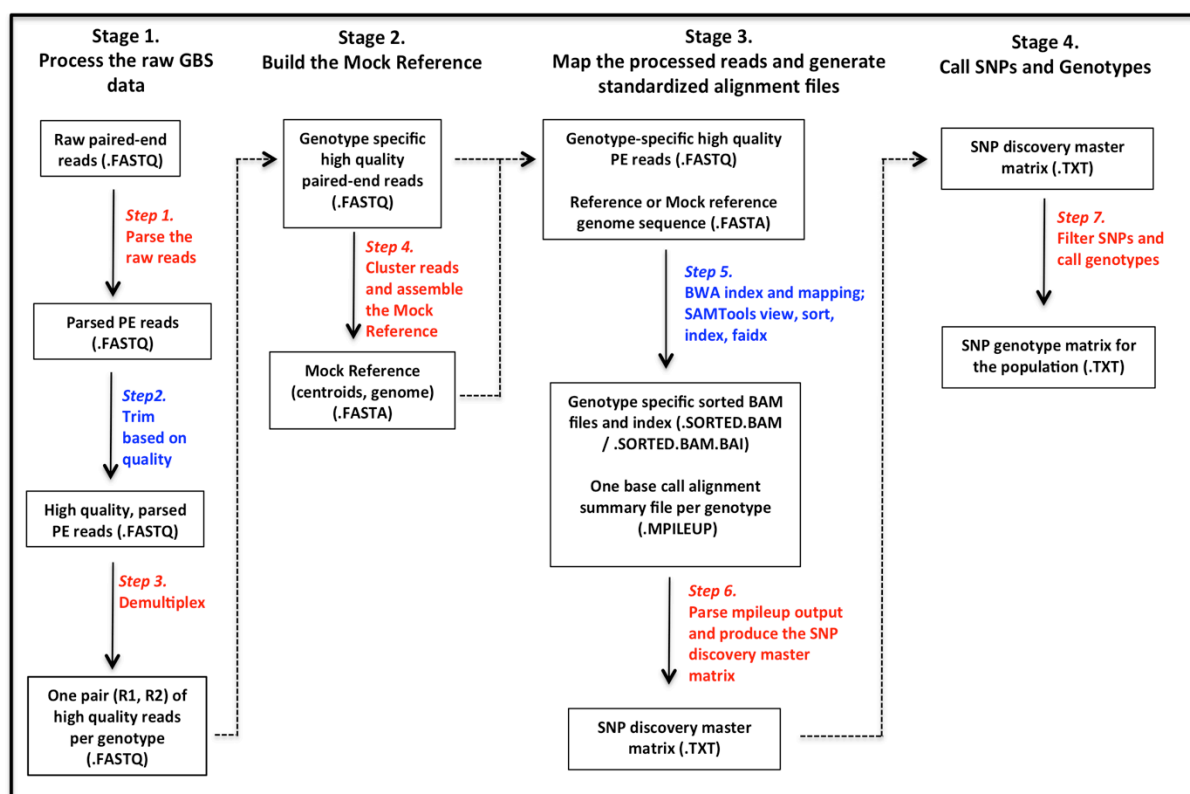 Stage 1.
Process the raw GBS
data
Raw paired-end
reads (.FASTQ)
Step 1.
Parse the
raw reads
Parsed PE reads
(.FASTQ)
Step2.
Trim
based on
quality
High quality, parsed
PE reads (.FASTQ)
Step 3.
Demultiplex
One pair (R1, R2) of
high quality reads
per genotype
(.FASTQ)
Stage 2.
Build the Mock Reference
Genotype specific
high quality
paired-end reads
(.FASTQ)
Step 4.
Cluster reads
and assemble
the Mock
Reference
Mock Reference
(centroids, genome)
(.FASTA)
Stage 3.
Map the processed reads and generate
standardized alignment files
Genotype-specific high quality
PE reads (.FASTQ)
Reference or Mock reference
genome sequence (.FASTA)
Step 5.
BWA index and mapping;
SAMTools view, sort,
index, faidx
Genotype specific sorted BAM
files and index (.SORTED.BAM
/ .SORTED.BAM.BAI)
One base call alignment
summary file per genotype
(.MPILEUP)
Step 6.
Parse mpileup output
and produce the SNP
discovery master
matrix
SNP discovery master
matrix (.TXT)
Stage 4.
Call SNPs and Genotypes
SNP discovery master
matrix (.TXT)
Step 7.
Filter SNPs and
call genotypes
SNP genotype matrix for
the population (.TXT)